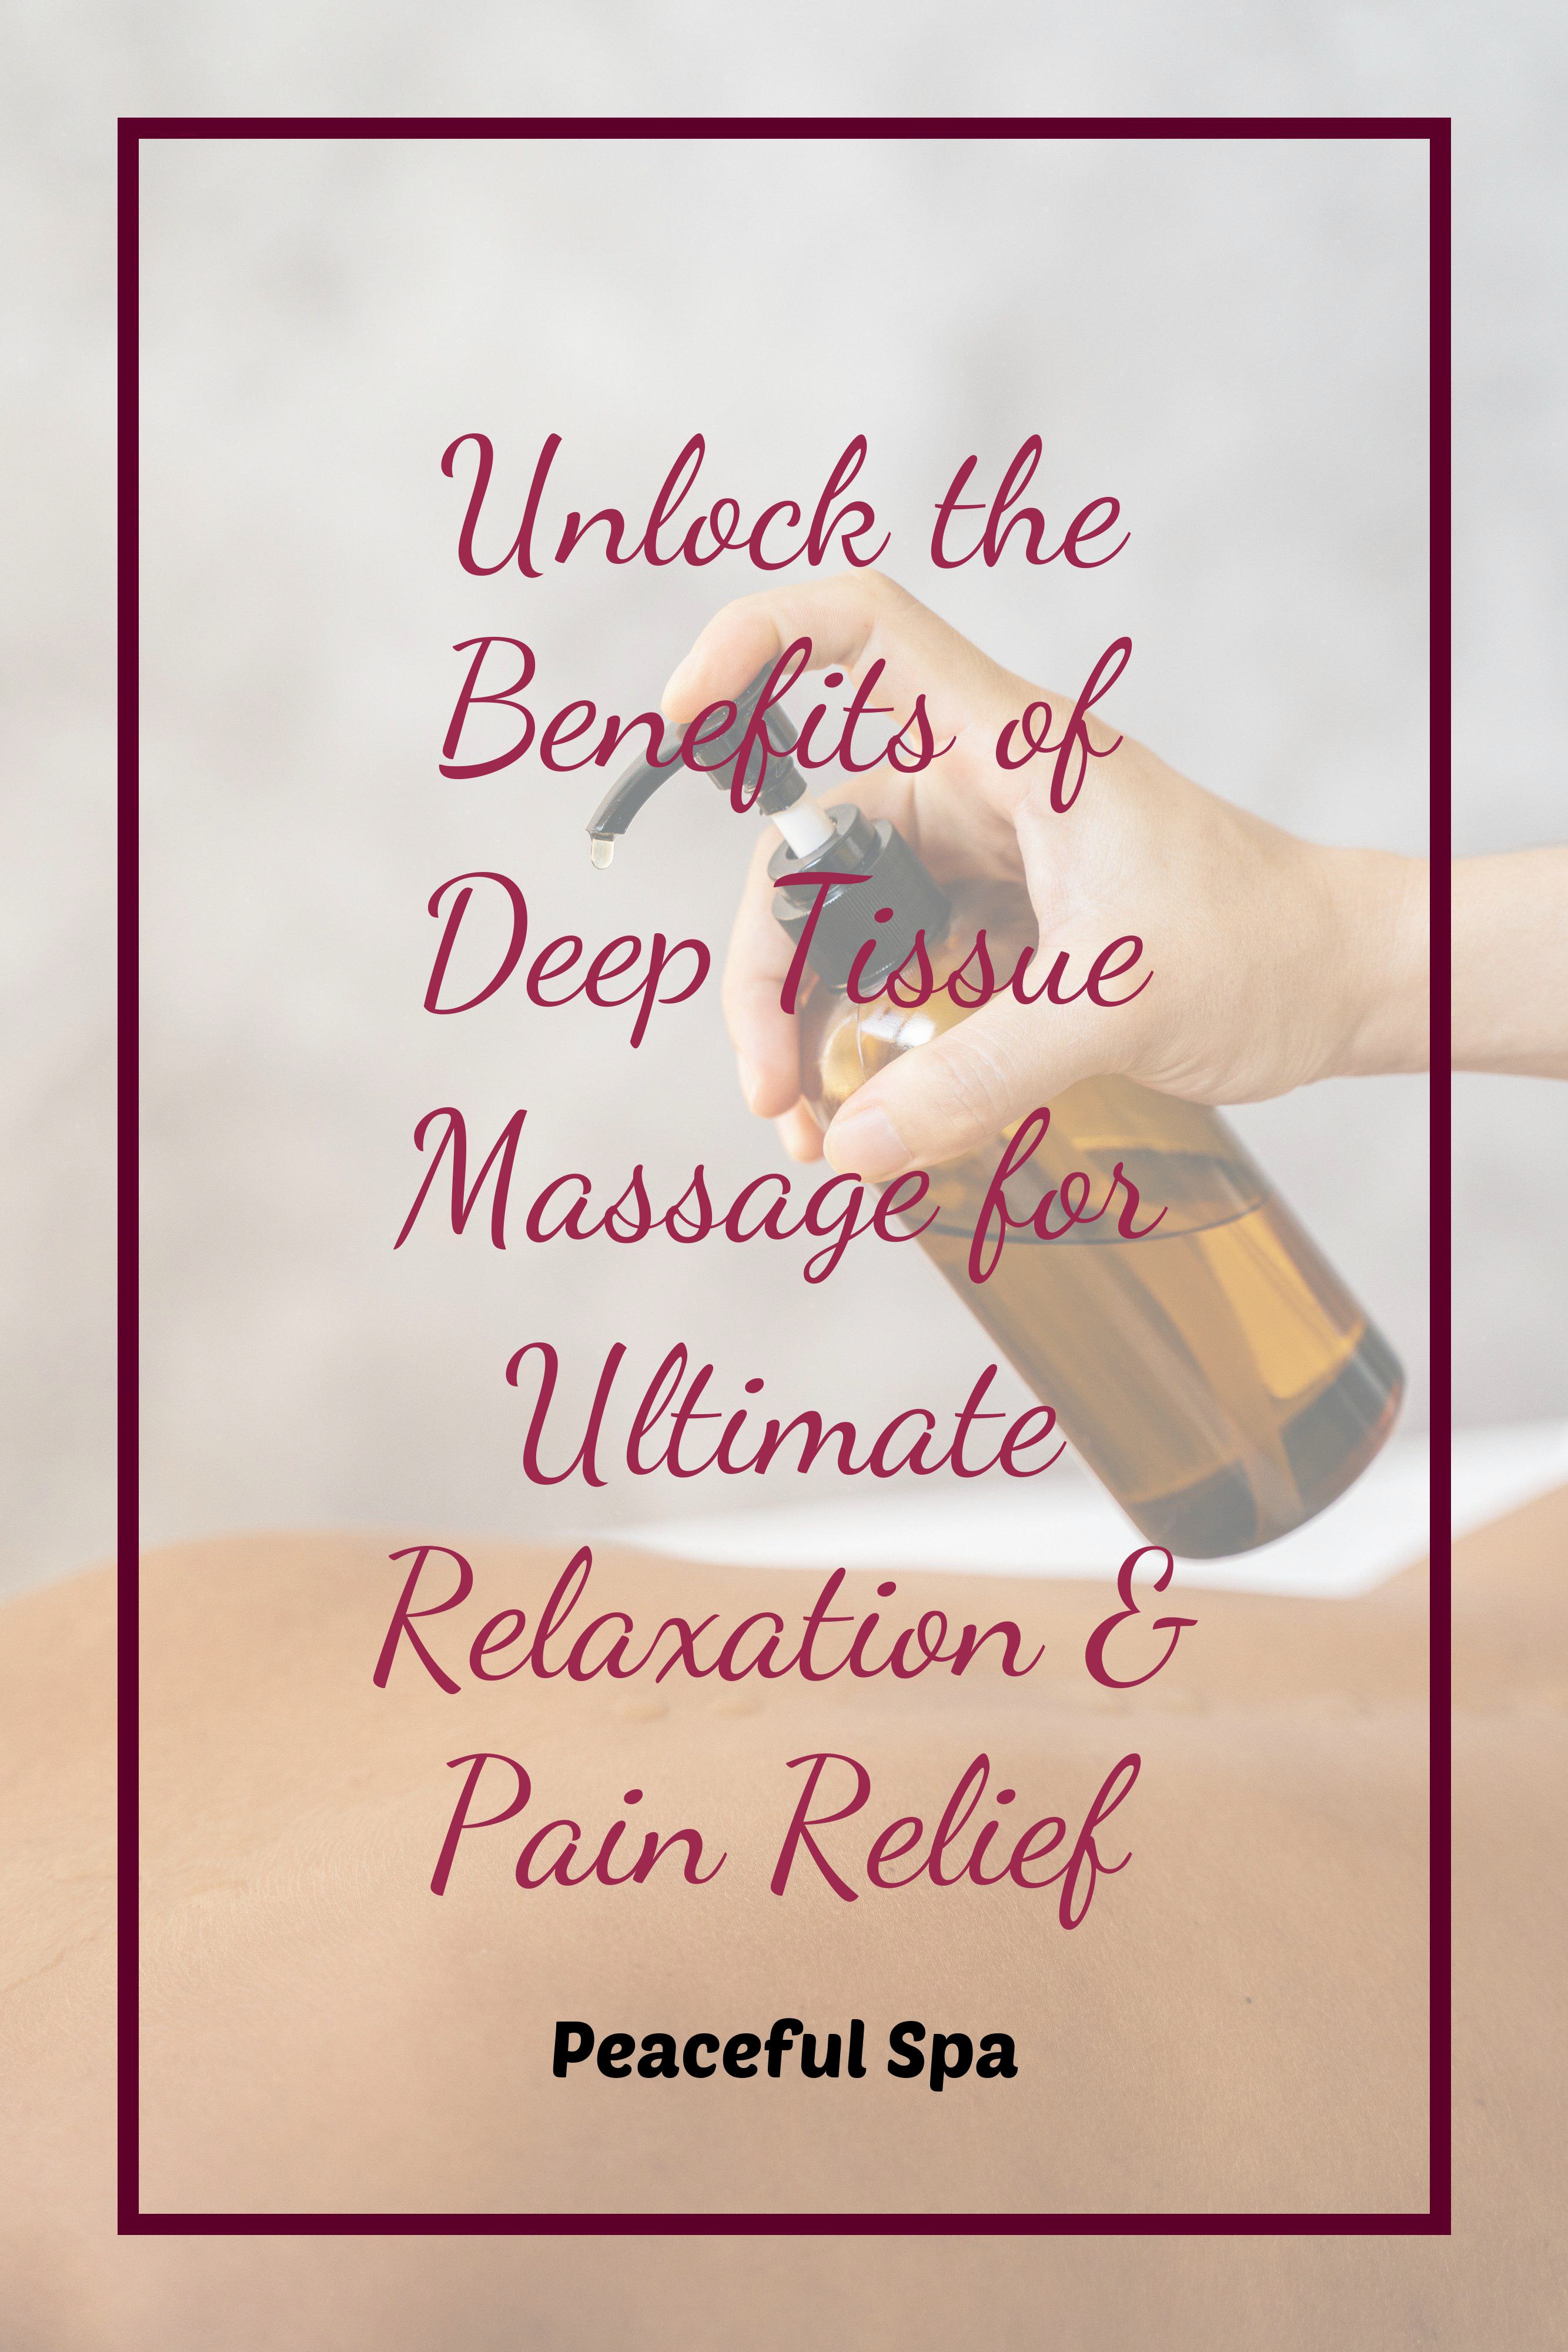 Unlock the
Benefits of
Deep Tissue
Massage for
Ultimate
Relaxation &
Pain Relief
Peaceful Spa